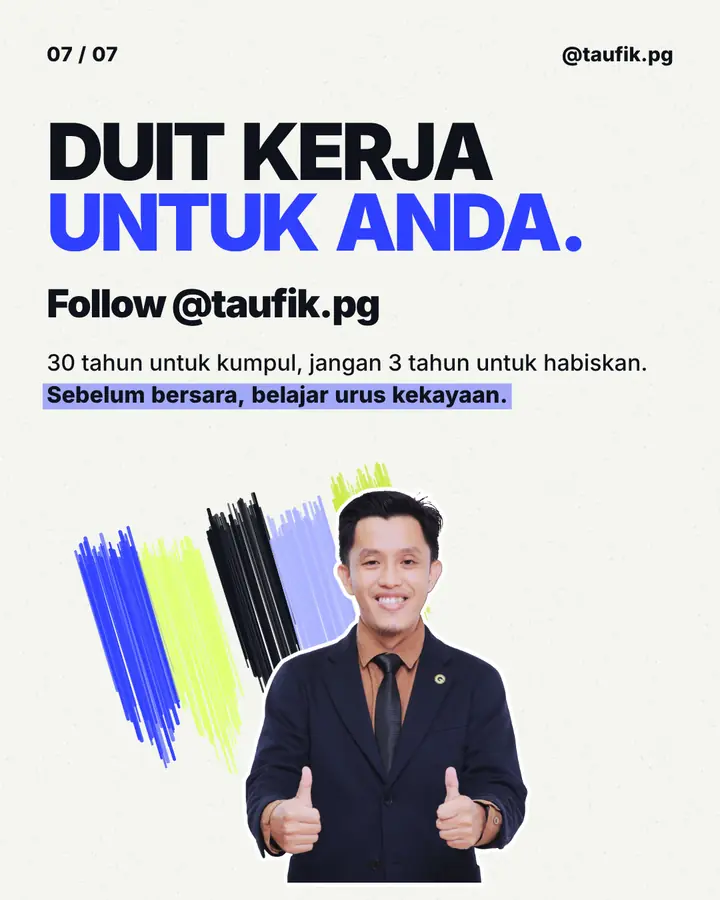 07 / 07
@taufik.pg
DUIT KERJA
UNTUK ANDA.
Follow @taufik.pg
30 tahun untuk kumpul, jangan 3 tahun untuk habiskan.
Sebelum bersara, belajar urus kekayaan.